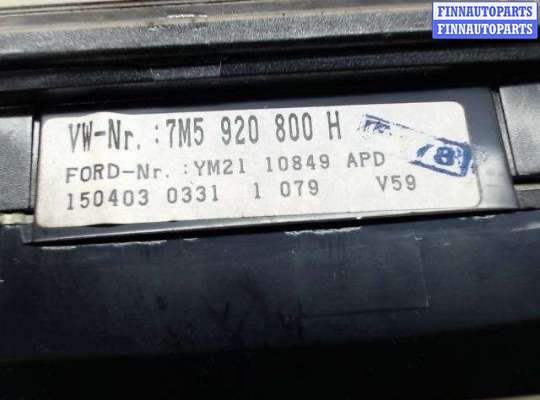 FINNAUTOPARTS
FINNAUTOPARTS
VW-Nr. :7M5 920 800 H
FORD-Nr. :YM21 10849 APD
150403 0331 1 079 V59
8